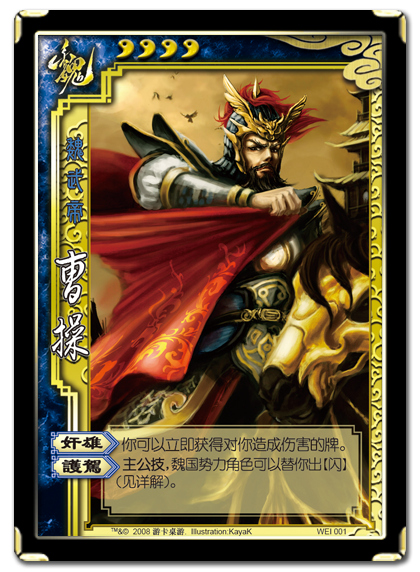 魏
魏武帝
曹操
奸雄 你可以立即获得对你造成伤害的牌。
護駕 主公技,魏国势力角色可以替你出【闪】
(见详解)。
™&© 2008 游卡桌游. Illustration:KayaK WEI 001